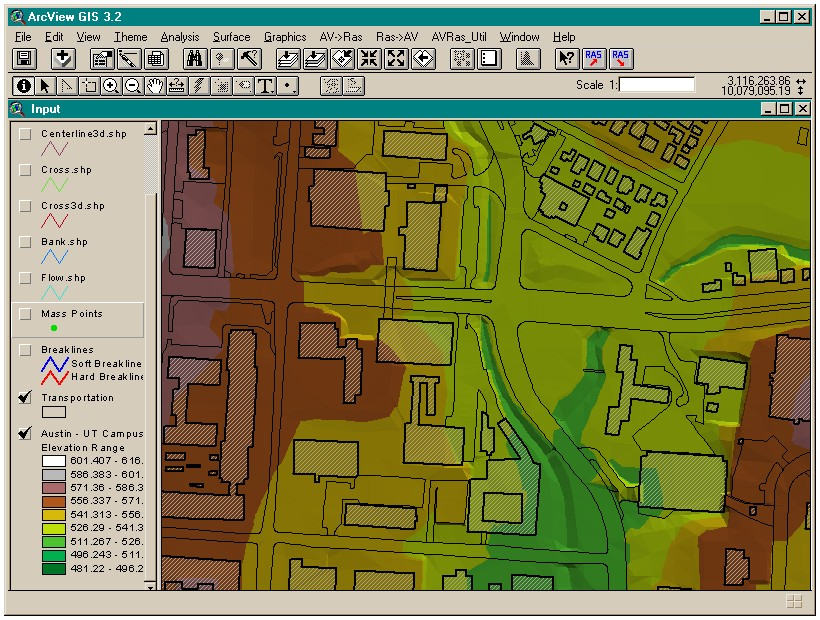 ArcView GIS 3.2
File Edit View Theme Analysis Surface Graphics AV->Ras Ras->AV AVRas_Util Window Help
RAS RAS
T
Scale 1:
3,116,263.86
10,079,095.19
Input
Centerline3d.shp
Cross.shp
Cross3d.shp
Bank.shp
Flow.shp
Mass Points
Breaklines
Soft Breakline
Hard Breakline
Transportation
Austin - UT Campus
Elevation Range
601.407 - 616.
586.383 - 601.
571.36 - 586.3
556.337 - 571.
541.313 - 556.
526.29 - 541.3
511.267 - 526.
496.243 - 511.
481.22 - 496.2